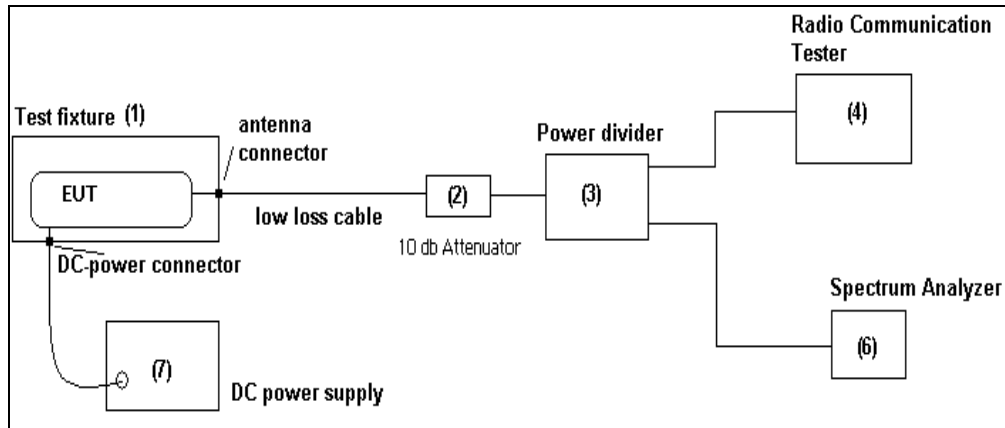 Radio Communication
Tester
(4)
Test fixture (1)
antenna
connector
Power divider
EUT
(2)
(3)
low loss cable
10 db Attenuator
DC-power connector
Spectrum Analyzer
(6)
(7)
DC power supply